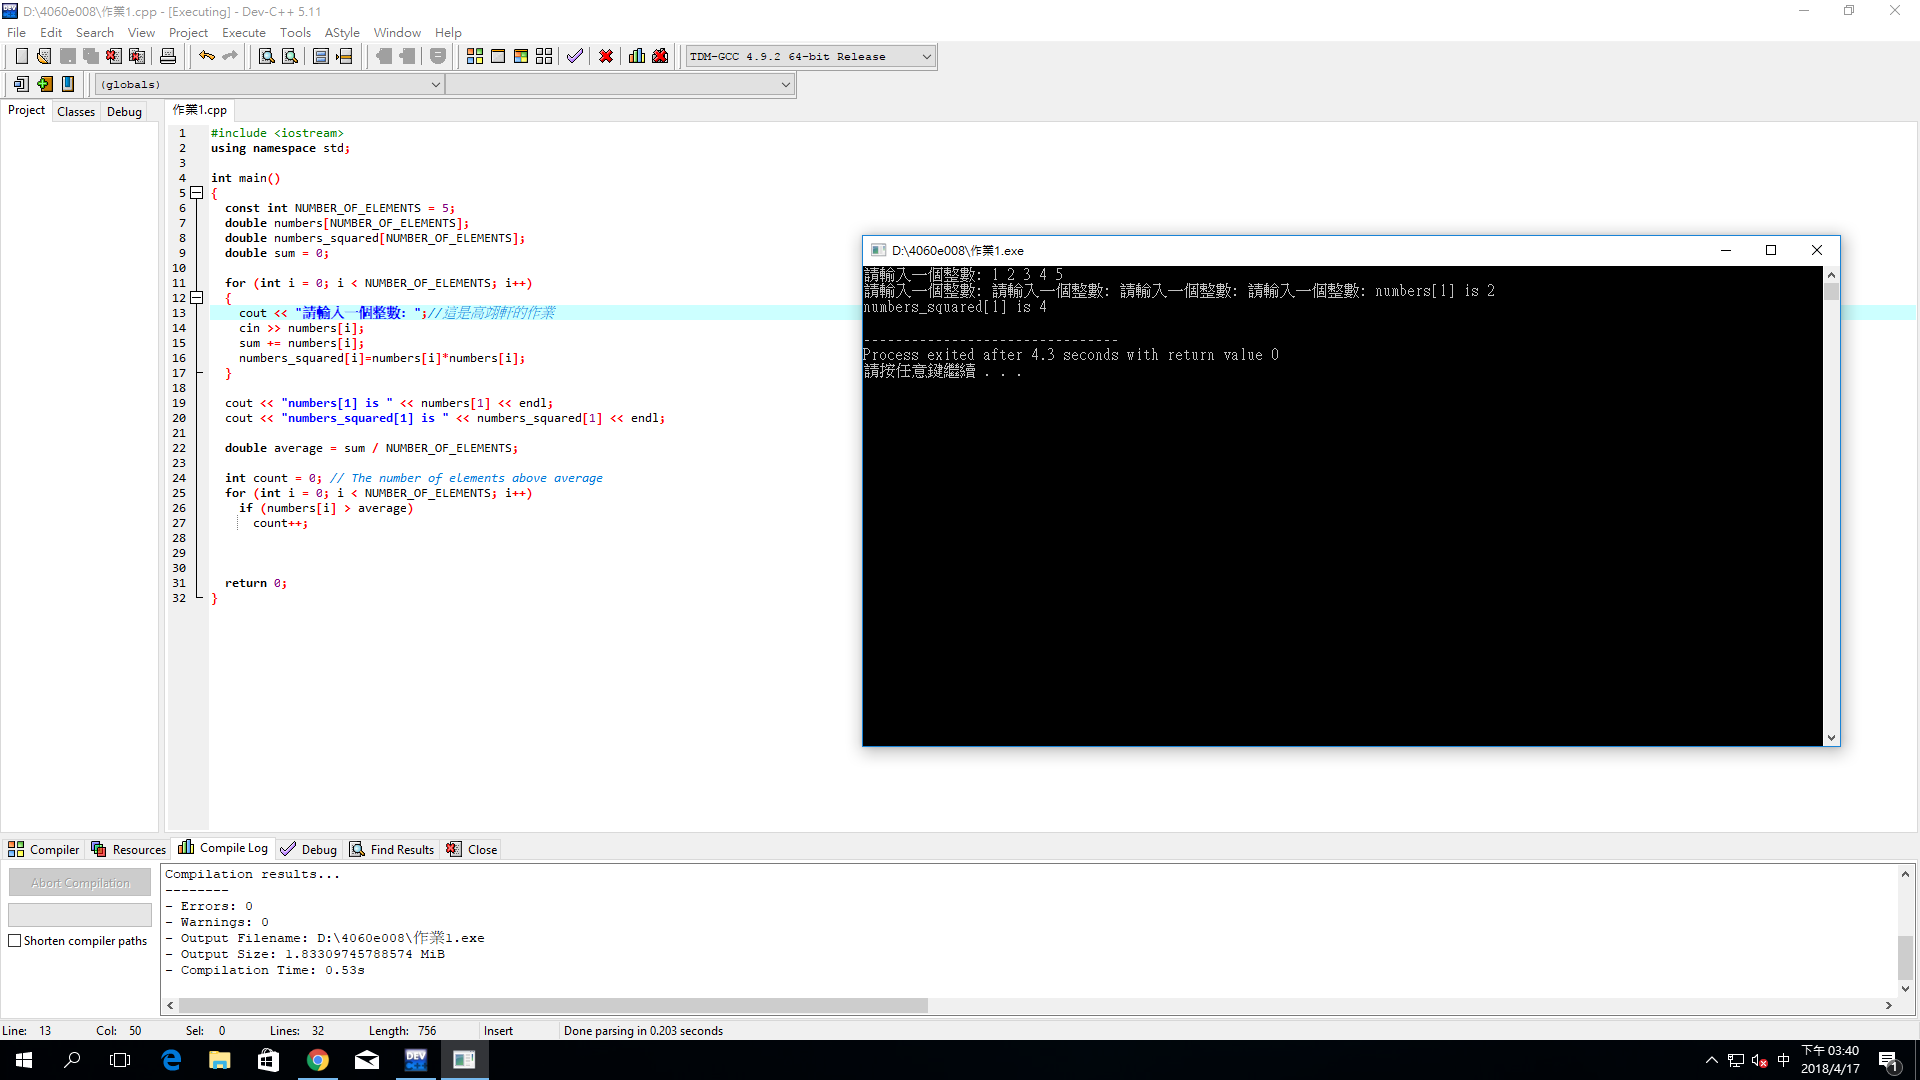 D:\4060e008\作業1.cpp - [Executing] - Dev-C++ 5.11
File Edit Search View Project Execute Tools AStyle Window Help
TDM-GCC 4.9.2 64-bit Release
(globals)
Project Classes Debug
作業1.cpp
1 #include <iostream>
2 using namespace std;
3
4 int main()
5 {
6 const int NUMBER_OF_ELEMENTS = 5;
7 double numbers[NUMBER_OF_ELEMENTS];
8 double numbers_squared[NUMBER_OF_ELEMENTS];
9 double sum = 0;
10
11 for (int i = 0; i < NUMBER_OF_ELEMENTS; i++)
12 {
13 cout << "請輸入一個整數: ";//這是高翊軒的作業
14 cin >> numbers[i];
15 sum += numbers[i];
16 numbers_squared[i]=numbers[i]*numbers[i];
17 }
18
19 cout << "numbers[1] is " << numbers[1] << endl;
20 cout << "numbers_squared[1] is " << numbers_squared[1] << endl;
21
22 double average = sum / NUMBER_OF_ELEMENTS;
23
24 int count = 0; // The number of elements above average
25 for (int i = 0; i < NUMBER_OF_ELEMENTS; i++)
26 if (numbers[i] > average)
27 count++;
28
29
30
31 return 0;
32 }
D:\4060e008\作業1.exe
請輸入一個整數: 1 2 3 4 5
請輸入一個整數: 請輸入一個整數: 請輸入一個整數: 請輸入一個整數: numbers[1] is 2
numbers_squared[1] is 4
--------------------------------
Process exited after 4.3 seconds with return value 0
請按任意鍵繼續 . . .
Compiler Resources Compile Log Debug Find Results Close
Abort Compilation
Shorten compiler paths
Compilation results...
--------
- Errors: 0
- Warnings: 0
- Output Filename: D:\4060e008\作業1.exe
- Output Size: 1.83309745788574 MiB
- Compilation Time: 0.53s
Line: 13 Col: 50 Sel: 0 Lines: 32 Length: 756 Insert Done parsing in 0.203 seconds
DEV C++
中
下午 03:40
2018/4/17
1